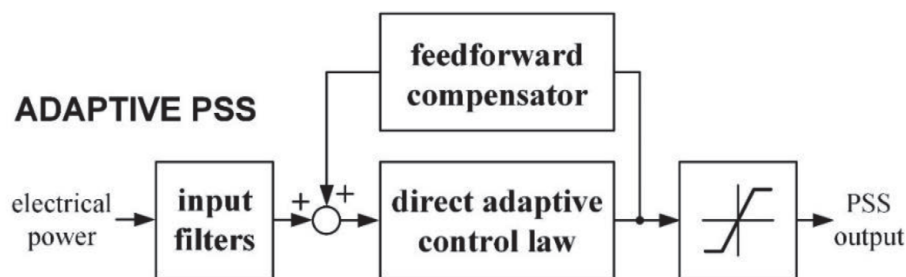 feedforward
compensator
ADAPTIVE PSS
electrical
power
input
filters
+
+
direct adaptive
control law
PSS
output